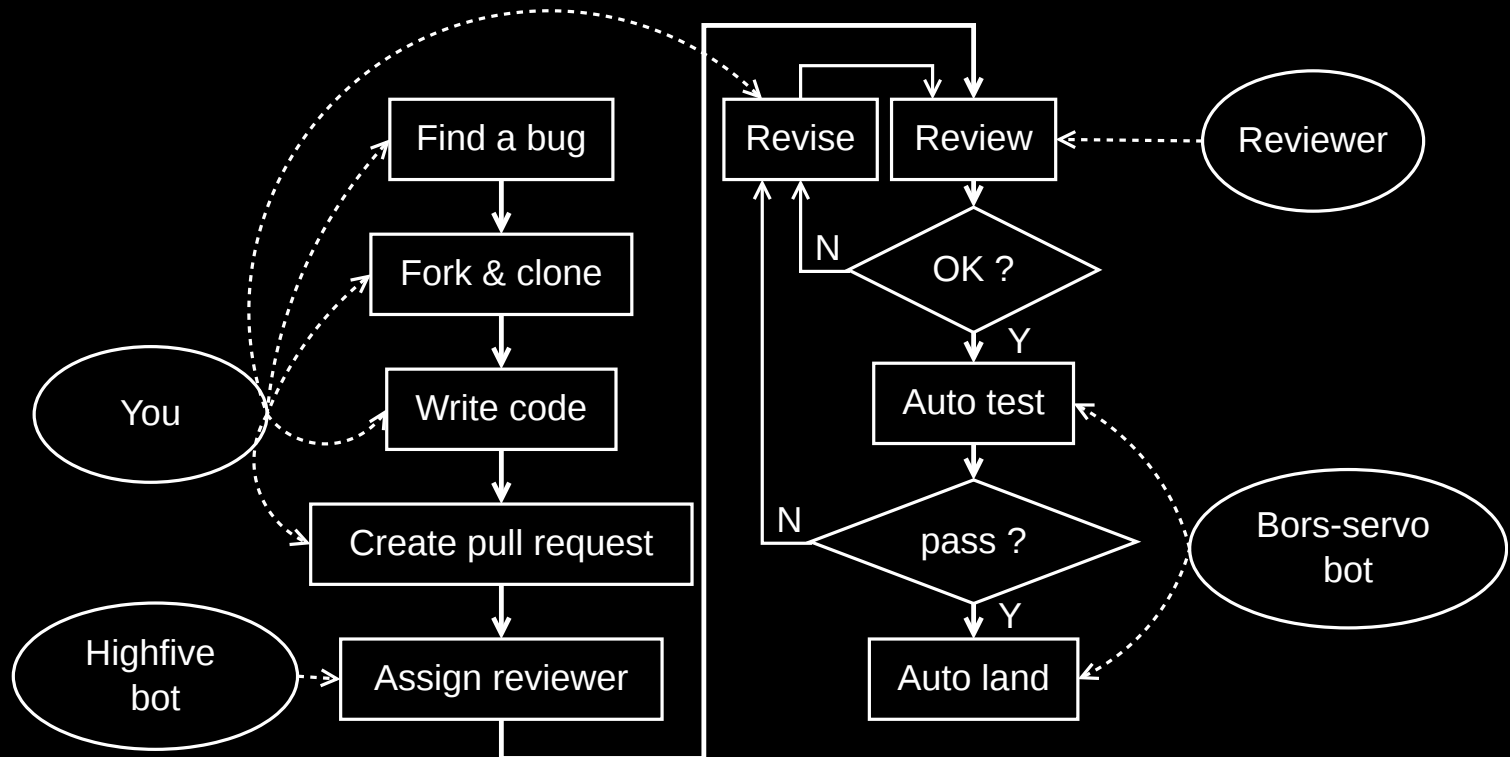 Find a bug
Fork & clone
Write code
Create pull request
Assign reviewer
You
Highfive
bot
Revise
Review
Reviewer
N
OK ?
Y
Auto test
N
pass ?
Y
Auto land
Bors-servo
bot